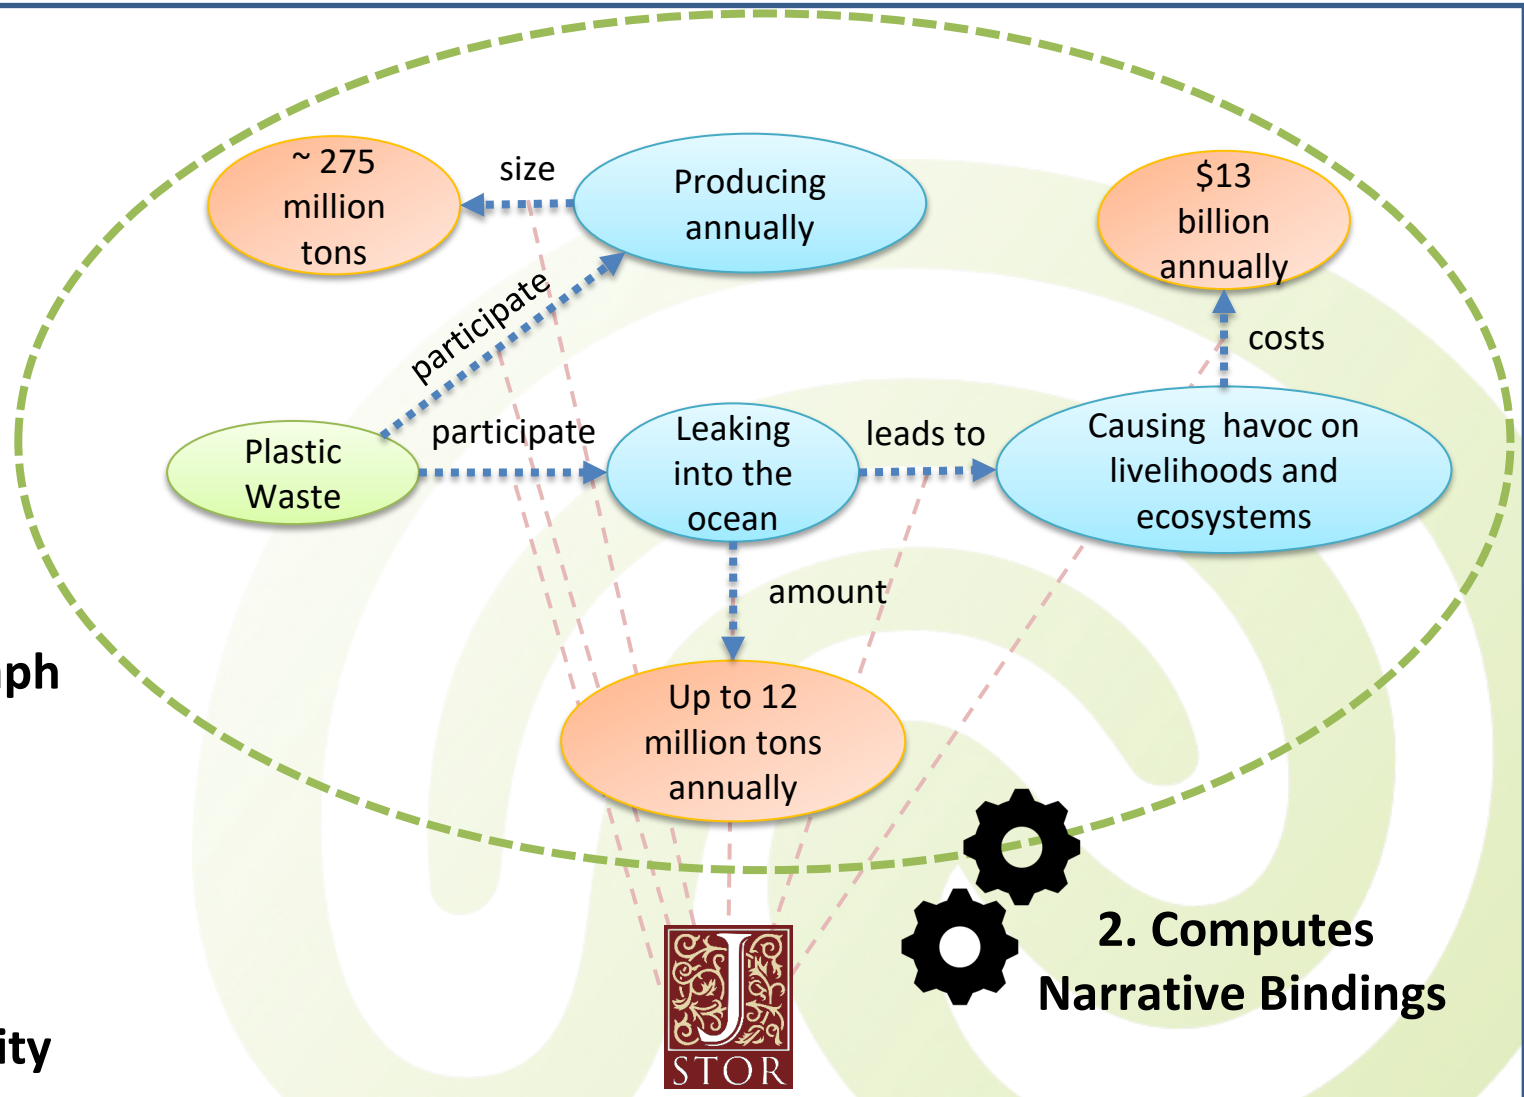 ~ 275
million
tons
size
Producing
annually
$13
billion
annually
participate
costs
Plastic
Waste
participate
Leaking
into the
ocean
leads to
Causing  havoc on
livelihoods and
ecosystems
amount
Up to 12
million tons
annually
ph
ity
J
STOR
2. Computes
Narrative Bindings